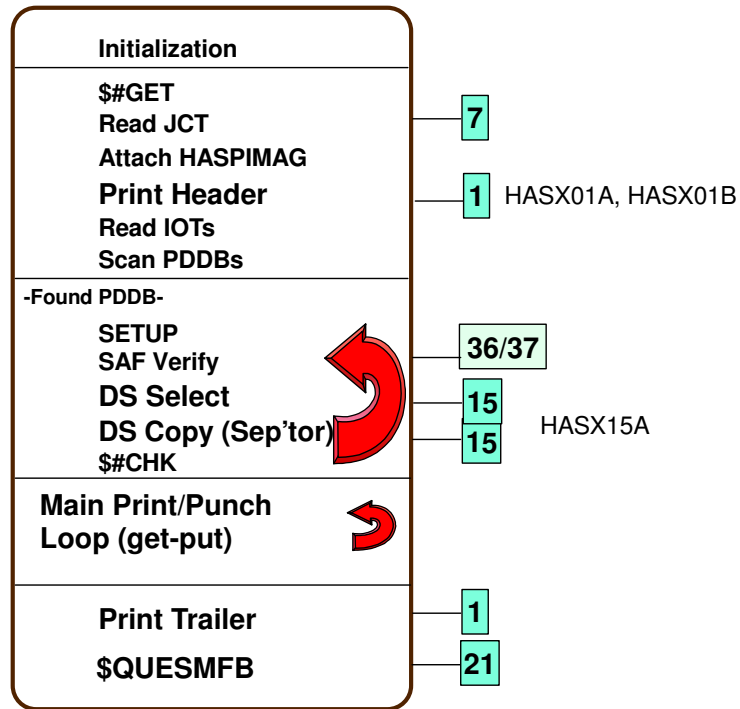 Initialization
$#GET
Read JCT
7
Attach HASPIMAG
Print Header
1
HASX01A, HASX01B
Read IOTs
Scan PDDBs
-Found PDDB-
SETUP
SAF Verify
36/37
DS Select
15
DS Copy (Sep'tor)
15
HASX15A
$#CHK
Main Print/Punch
Loop (get-put)
Print Trailer
1
$QUESMFB
21